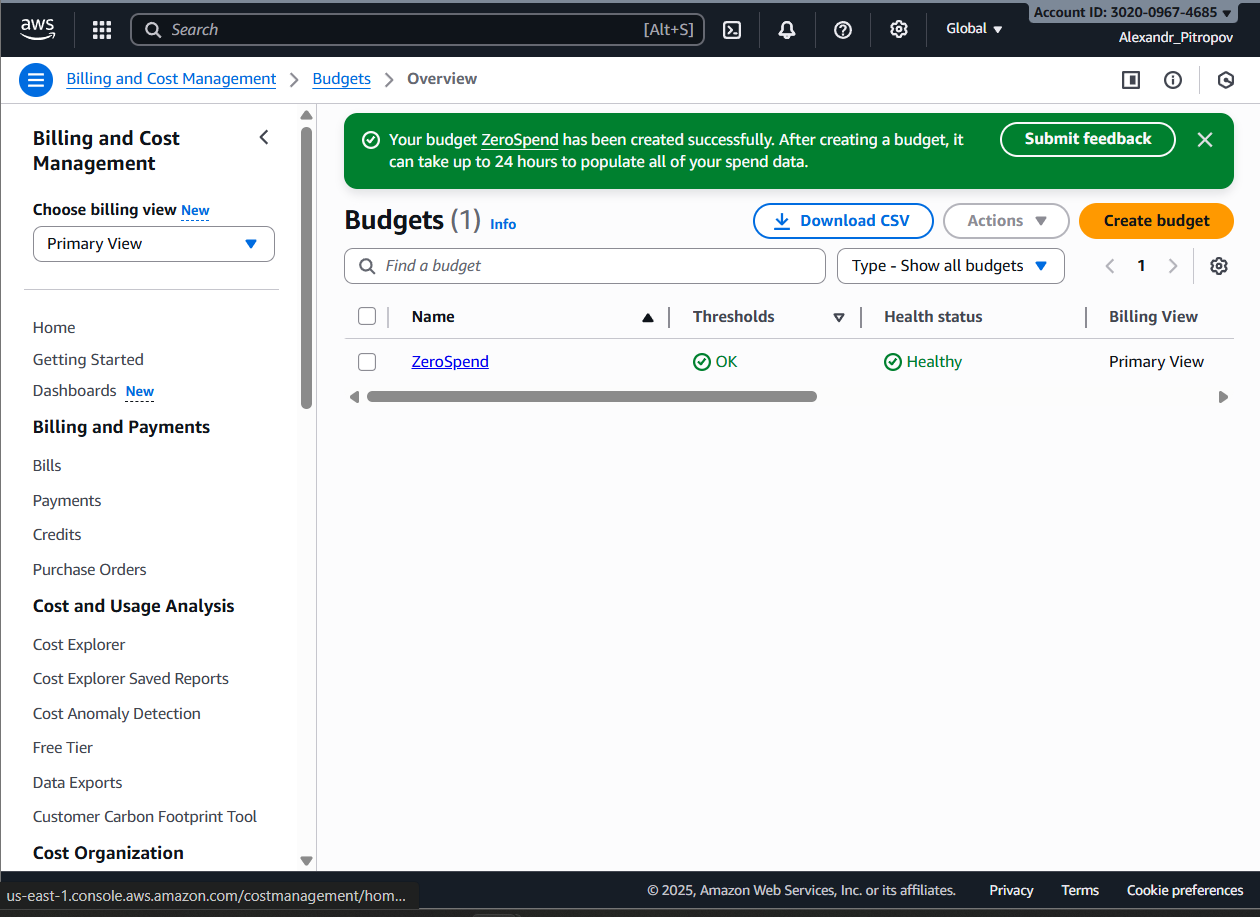 aws
Search [Alt+S]
Global
Account ID: 3020-0967-4685
Alexandr_Pitropov
Billing and Cost Management
Budgets
Overview
Billing and Cost
Management
Choose billing view New
Primary View
Home
Getting Started
Dashboards New
Billing and Payments
Bills
Payments
Credits
Purchase Orders
Cost and Usage Analysis
Cost Explorer
Cost Explorer Saved Reports
Cost Anomaly Detection
Free Tier
Data Exports
Customer Carbon Footprint Tool
Cost Organization
Your budget ZeroSpend has been created successfully. After creating a budget, it
can take up to 24 hours to populate all of your spend data.
Submit feedback
Budgets (1) Info
Download CSV
Actions
Create budget
Find a budget
Type - Show all budgets
1
Name Thresholds Health status Billing View
ZeroSpend OK Healthy Primary View
us-east-1.console.aws.amazon.com/costmanagement/hom...
© 2025, Amazon Web Services, Inc. or its affiliates. Privacy Terms Cookie preferences